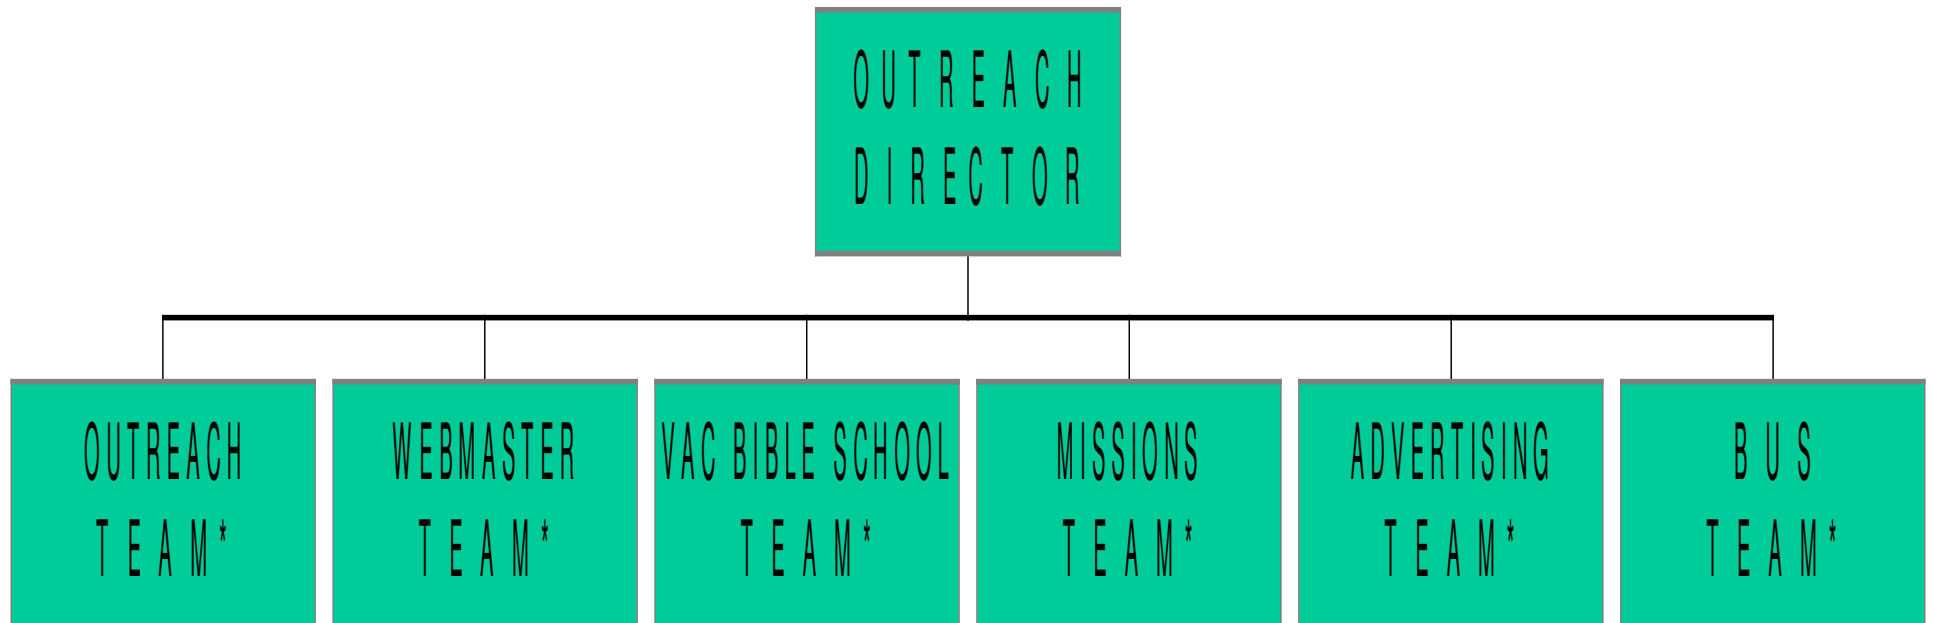 OUTREACH
DIRECTOR
OUTREACH
TEAM*
WEBMASTER
TEAM*
VAC BIBLE SCHOOL
TEAM*
MISSIONS
TEAM*
ADVERTISING
TEAM*
BUS
TEAM*